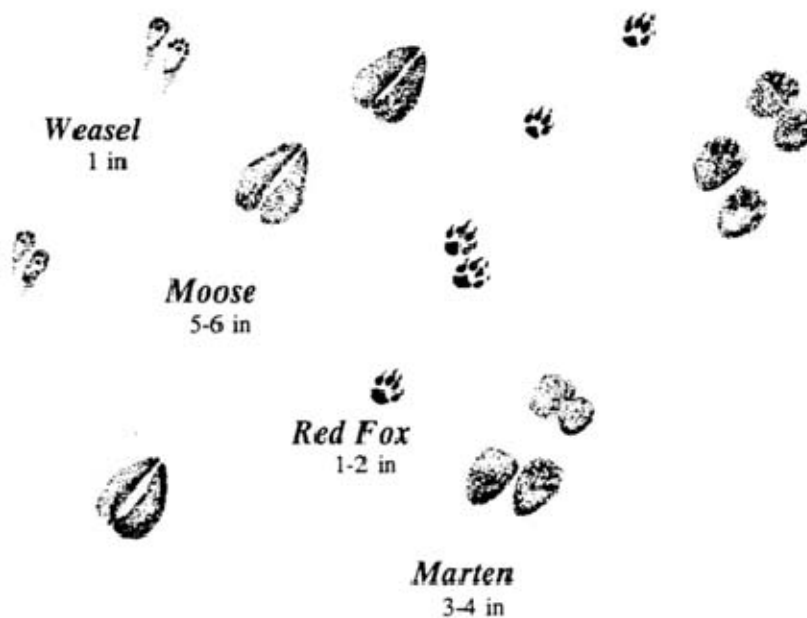 Weasel
1 in
Moose
5-6 in
Red Fox
1-2 in
Marten
3-4 in